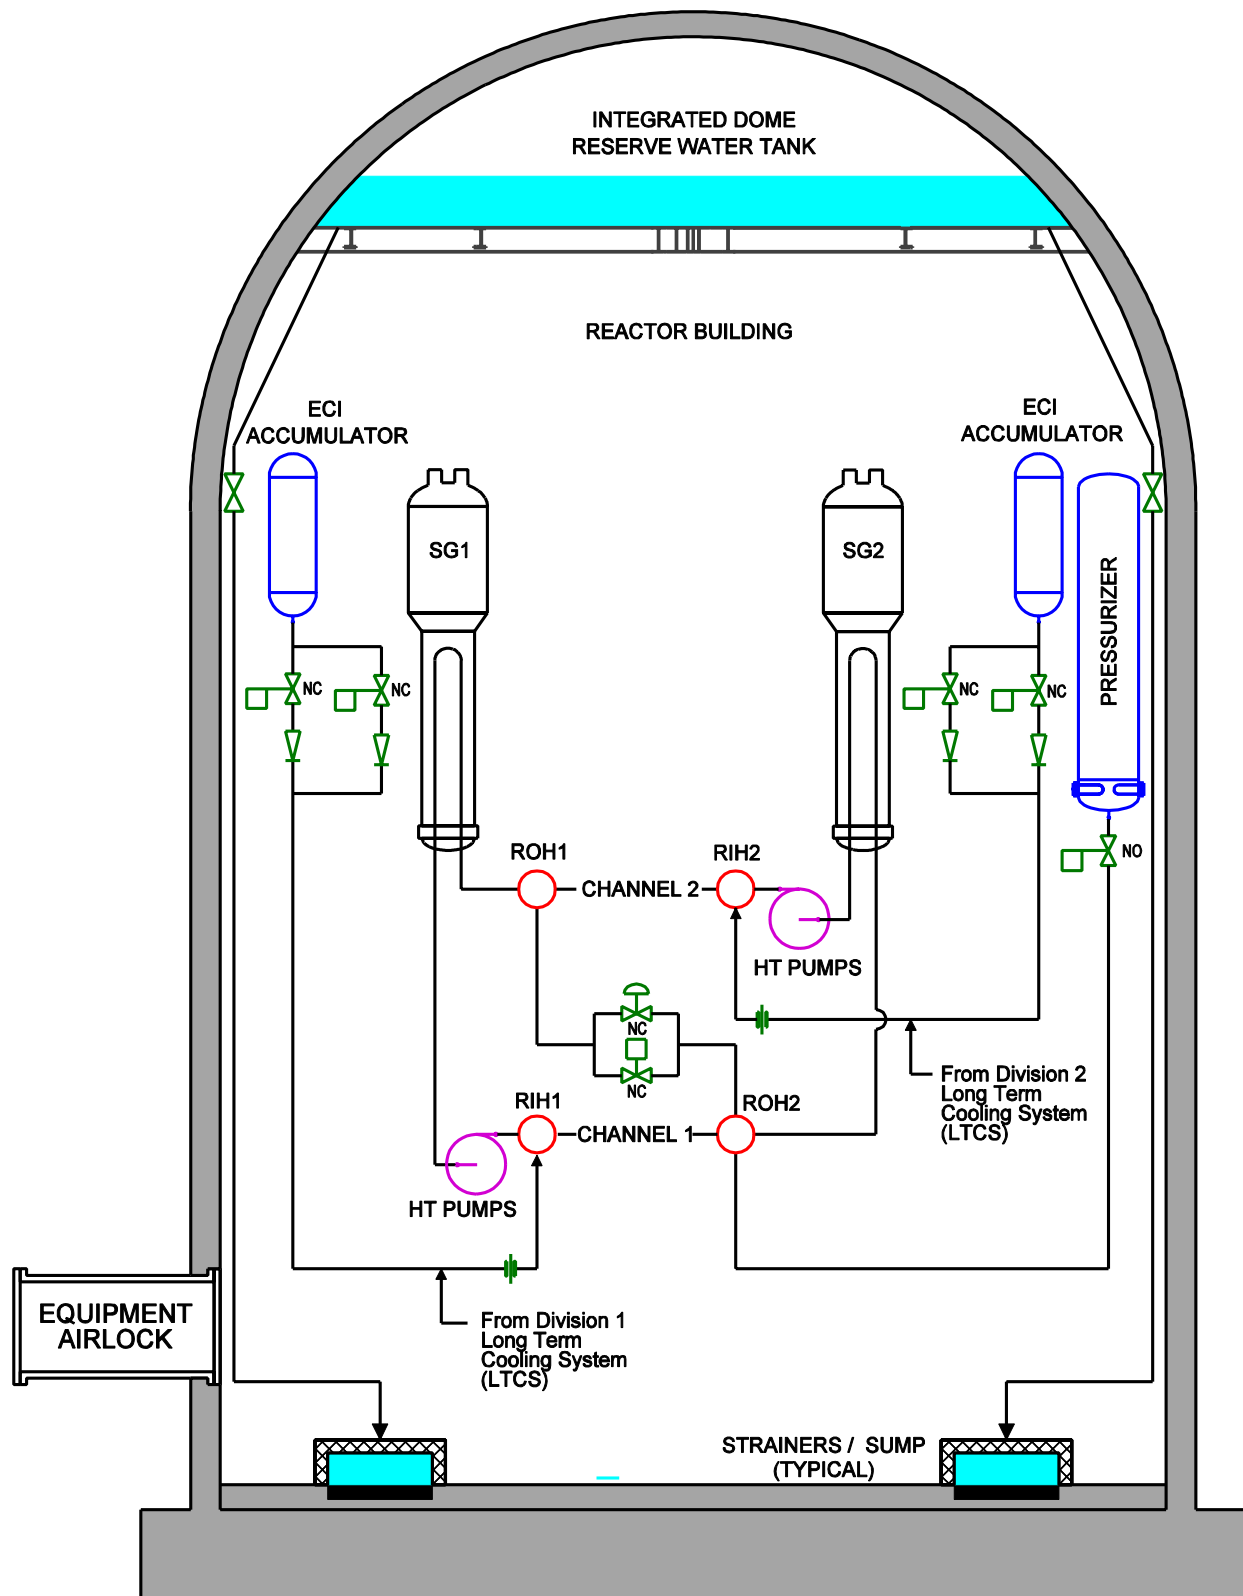 INTEGRATED DOME
RESERVE WATER TANK
REACTOR BUILDING
ECI
ACCUMULATOR
ECI
ACCUMULATOR
SG1
SG2
PRESSURIZER
NC
NC
NC
NC
NO
ROH1
RIH2
CHANNEL 2
HT PUMPS
NC
NC
From Division 2
Long Term
Cooling System
(LTCS)
RIH1
ROH2
CHANNEL 1
HT PUMPS
EQUIPMENT
AIRLOCK
From Division 1
Long Term
Cooling System
(LTCS)
STRAINERS / SUMP
(TYPICAL)